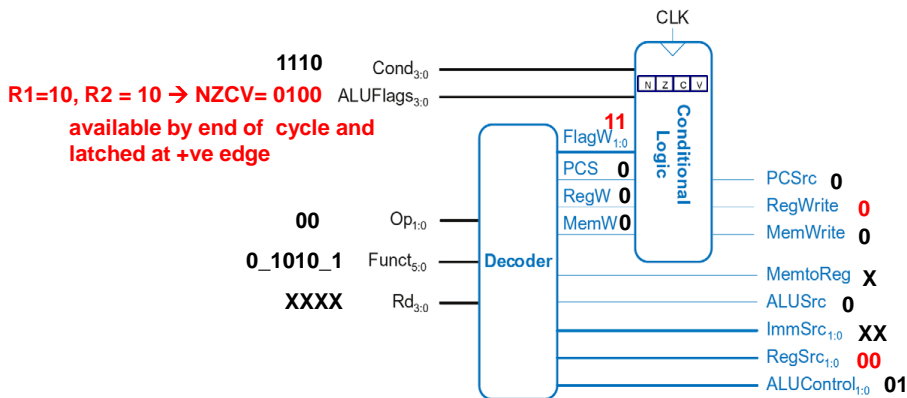 CLK
1110 Cond3:0
R1=10, R2 = 10 → NZCV= 0100 ALUFlags3:0
available by end of cycle and
latched at +ve edge
N Z C V
Conditional
Logic
11
FlagW1:0
PCS 0
RegW 0
MemW 0
PCSrc 0
RegWrite 0
MemWrite 0
00 Op1:0
0_1010_1 Funct5:0
XXXX Rd3:0
Decoder
MemtoReg X
ALUSrc 0
ImmSrc1:0 XX
RegSrc1:0 00
ALUControl1:0 01